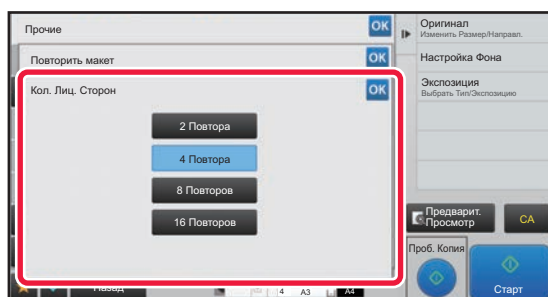 Прочие
OK
Повторить макет
OK
Кол. Лиц. Сторон
OK
2 Повтора
4 Повтора
8 Повторов
16 Повторов
Оригинал
Изменить Размер/Направл.
Настройка Фона
Экспозиция
Выбрать Тип/Экспозицию
Предварит.
Просмотр
CA
Проб. Копия
Старт
Назад
4 A3 A4